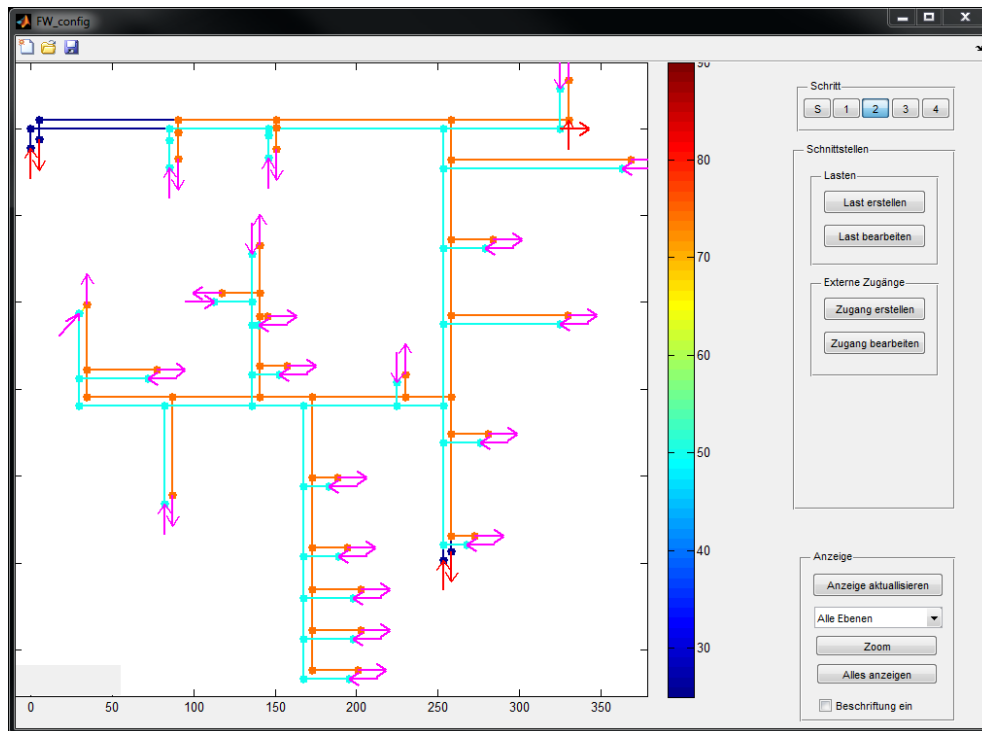 FW_config
90
80
70
60
50
40
30
0
50
100
150
200
250
300
350
Schritt
S
1
2
3
4
Schnittstellen
Lasten
Last erstellen
Last bearbeiten
Externe Zugänge
Zugang erstellen
Zugang bearbeiten
Anzeige
Anzeige aktuallisieren
Alle Ebenen
Zoom
Alles anzeigen
Beschriftung ein